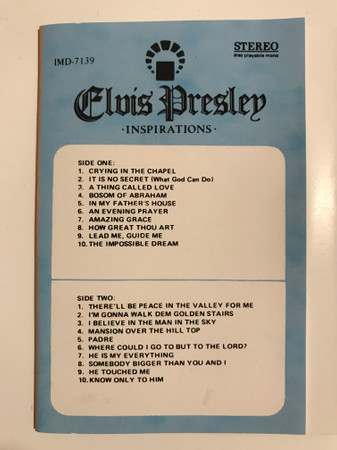 IMD-7139
STEREO
also playable mono
Elvis Presley
·INSPIRATIONS·
SIDE ONE:
1. CRYING IN THE CHAPEL
2. IT IS NO SECRET (What God Can Do)
3. A THING CALLED LOVE
4. BOSOM OF ABRAHAM
5. IN MY FATHER'S HOUSE
6. AN EVENING PRAYER
7. AMAZING GRACE
8. HOW GREAT THOU ART
9. LEAD ME, GUIDE ME
10. THE IMPOSSIBLE DREAM
SIDE TWO:
1. THERE'LL BE PEACE IN THE VALLEY FOR ME
2. I'M GONNA WALK DEM GOLDEN STAIRS
3. I BELIEVE IN THE MAN IN THE SKY
4. MANSION OVER THE HILL TOP
5. PADRE
6. WHERE COULD I GO TO BUT TO THE LORD?
7. HE IS MY EVERYTHING
8. SOMEBODY BIGGER THAN YOU AND I
9. HE TOUCHED ME
10. KNOW ONLY TO HIM